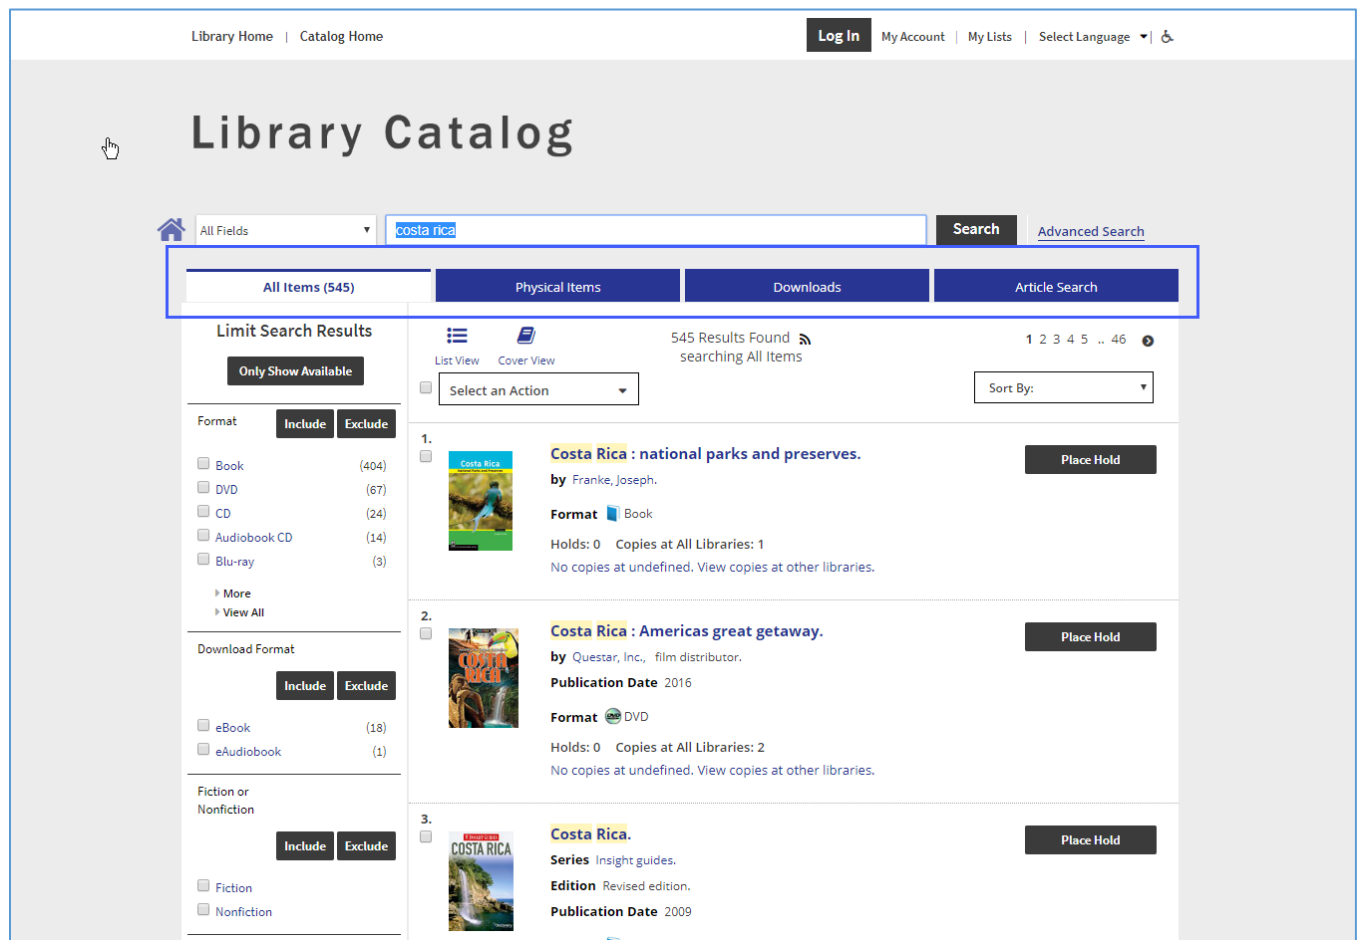 Library Home | Catalog Home
Log In My Account | My Lists | Select Language
Library Catalog
All Fields costa rica Search Advanced Search
All Items (545) Physical Items Downloads Article Search
Limit Search Results
Only Show Available
Format Include Exclude
Book (404)
DVD (67)
CD (24)
Audiobook CD (14)
Blu-ray (3)
More
View All
Download Format
Include Exclude
eBook (18)
eAudiobook (1)
Fiction or
Nonfiction
Include Exclude
Fiction
Nonfiction
List View Cover View
545 Results Found
searching All Items
1 2 3 4 5 .. 46
Select an Action
Sort By:
1.
Costa Rica
Costa Rica : national parks and preserves.
by Franke, Joseph.
Format Book
Holds: 0 Copies at All Libraries: 1
No copies at undefined. View copies at other libraries.
Place Hold
2.
COSTA
RICA
Costa Rica : Americas great getaway.
by Questar, Inc., film distributor.
Publication Date 2016
Format DVD
Holds: 0 Copies at All Libraries: 2
No copies at undefined. View copies at other libraries.
Place Hold
3.
COSTA RICA
Costa Rica.
Series Insight guides.
Edition Revised edition.
Publication Date 2009
Place Hold